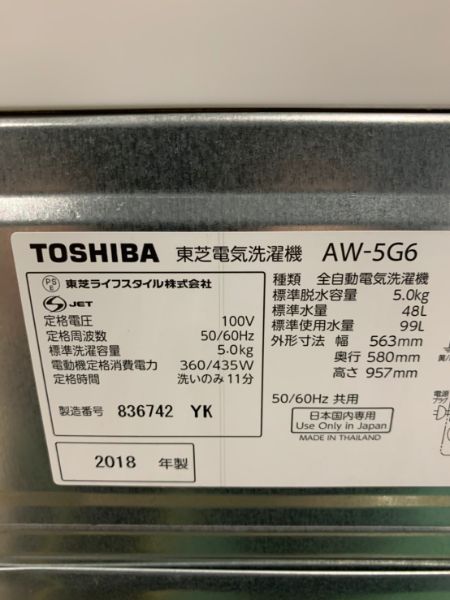 TOSHIBA 東芝電気洗濯機 AW-5G6
PS E 東芝ライフスタイル株式会社
S JET
定格電圧 100V
定格周波数 50/60Hz
標準洗濯容量 5.0kg
電動機定格消費電力 360/435W
定格時間 洗いのみ11分
製造番号 836742 YK
2018 年製
種類 全自動電気洗濯機
標準脱水容量 5.0kg
標準水量 48L
標準使用水量 99L
外形寸法 幅 563mm
奥行 580mm
高さ 957mm
50/60Hz 共用
日本国内専用
Use Only in Japan
MADE IN THAILAND
電源
プラグ